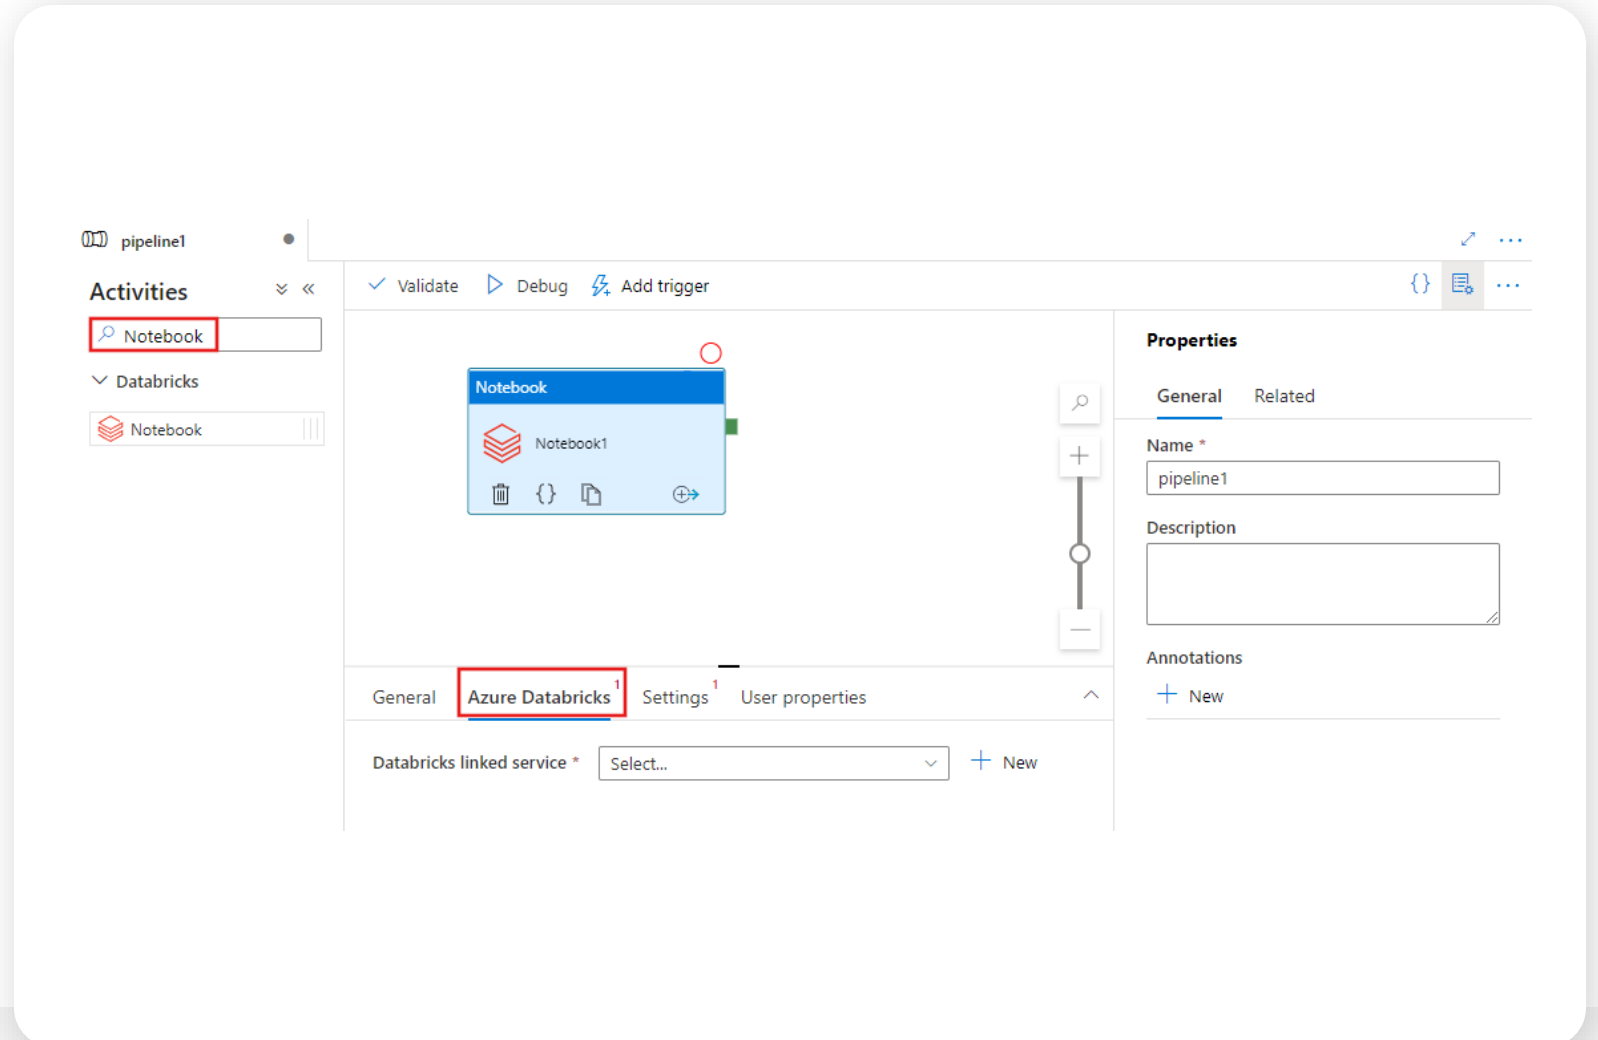 pipeline1
Activities
Notebook
Databricks
Notebook
Validate Debug Add trigger
Notebook
Notebook1
General Azure Databricks 1 Settings 1 User properties
Databricks linked service * Select... New
Properties
General Related
Name *
pipeline1
Description
Annotations
New